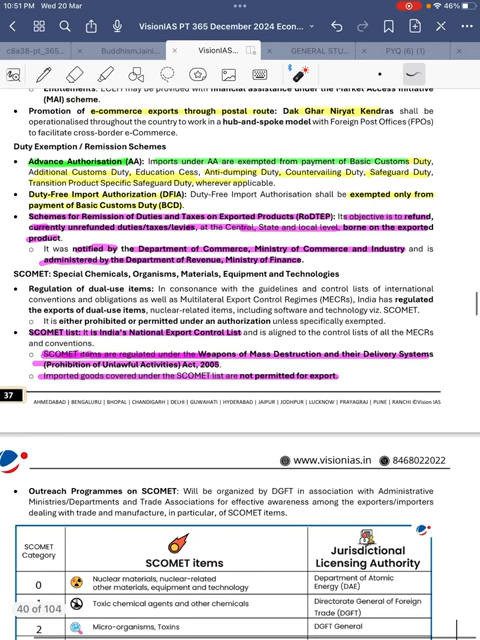 10:51 PM Wed 20 Mar
46%
VisionIAS PT 365 December 2024 Econ...
c8a38-pt_365...
BuddhismJaini...
VisionIAS...
GENERAL STU...
PYQ (6) (1)
(MAI) scheme.
• Promotion of e-commerce exports through postal route: Dak Ghar Niryat Kendras shall be
operationalised throughout the country to work in a hub-and-spoke model with Foreign Post Offices (FPOs)
to facilitate cross-border e-Commerce.
Duty Exemption / Remission Schemes
• Advance Authorisation (AA): Imports under AA are exempted from payment of Basic Customs Duty,
Additional Customs Duty, Education Cess, Anti-dumping Duty, Countervailing Duty, Safeguard Duty,
Transition Product Specific Safeguard Duty, wherever applicable.
• Duty-Free Import Authorization (DFIA): Duty-Free Import Authorisation shall be exempted only from
payment of Basic Customs Duty (BCD).
• Schemes for Remission of Duties and Taxes on Exported Products (RoDTEP): Its objective is to refund,
currently unrefunded duties/taxes/levies, at the Central, State and local level, borne on the exported
product.
o It was notified by the Department of Commerce, Ministry of Commerce and Industry and is
administered by the Department of Revenue, Ministry of Finance.
SCOMET: Special Chemicals, Organisms, Materials, Equipment and Technologies
• Regulation of dual-use items: In consonance with the guidelines and control lists of international
conventions and obligations as well as Multilateral Export Control Regimes (MECRs), India has regulated
the exports of dual-use items, nuclear-related items, including software and technology viz. SCOMET.
o It is either prohibited or permitted under an authorization unless specifically exempted.
• SCOMET list: It is India's National Export Control List and is aligned to the control lists of all the MECRs
and conventions.
o SCOMET items are regulated under the Weapons of Mass Destruction and their Delivery Systems
(Prohibition of Unlawful Activities) Act, 2005.
o Imported goods covered under the SCOMET list are not permitted for export.
37
AHMEDABAD | BENGALURU | BHOPAL | CHANDIGARH | DELHI | GUWAHATI | HYDERABAD | JAIPUR | JODHPUR | LUCKNOW | PRAYAGRAJ | PUNE | RANCHI ©Vision IAS
www.visionias.in 8468022022
• Outreach Programmes on SCOMET: Will be organized by DGFT in association with Administrative
Ministries/Departments and Trade Associations for effective awareness among the exporters/importers
dealing with trade and manufacture, in particular, of SCOMET items.
SCOMET
Category
SCOMET items
Jurisdictional
Licensing Authority
0
Nuclear materials, nuclear-related
other materials, equipment and technology
Department of Atomic
Energy (DAE)
Toxic chemical agents and other chemicals
Directorate General of Foreign
Trade (DGFT)
40 of 104
2
Micro-organisms, Toxins
DGFT General